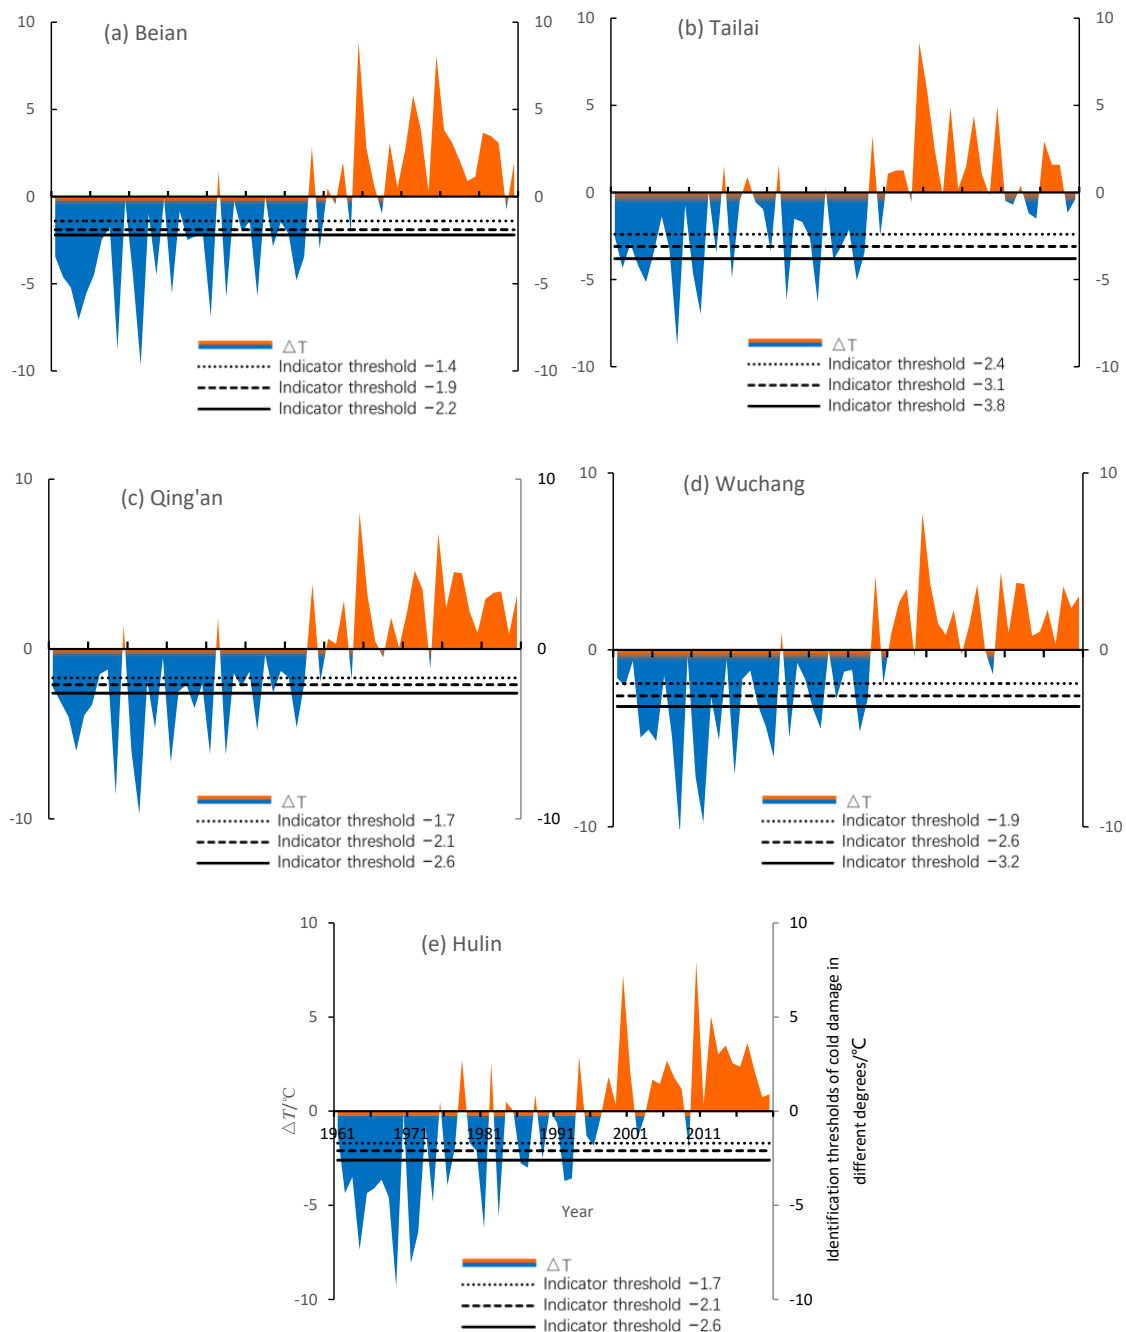 (a) Beian
10
5
0
-5
-10
10
5
0
-5
-10
△T
Indicator threshold −1.4
Indicator threshold −1.9
Indicator threshold −2.2
(b) Tailai
10
5
0
-5
-10
10
5
0
-5
-10
△T
Indicator threshold −2.4
Indicator threshold −3.1
Indicator threshold −3.8
(c) Qing'an
10
0
-10
10
0
-10
△T
Indicator threshold −1.7
Indicator threshold −2.1
Indicator threshold −2.6
(d) Wuchang
10
0
-10
10
0
-10
△T
Indicator threshold −1.9
Indicator threshold −2.6
Indicator threshold −3.2
(e) Hulin
10
5
0
-5
-10
△T/℃
1961 1971 1981 1991 2001 2011
Year
10
5
0
-5
-10
Identification thresholds of cold damage in
different degrees/℃
△T
Indicator threshold −1.7
Indicator threshold −2.1
Indicator threshold −2.6